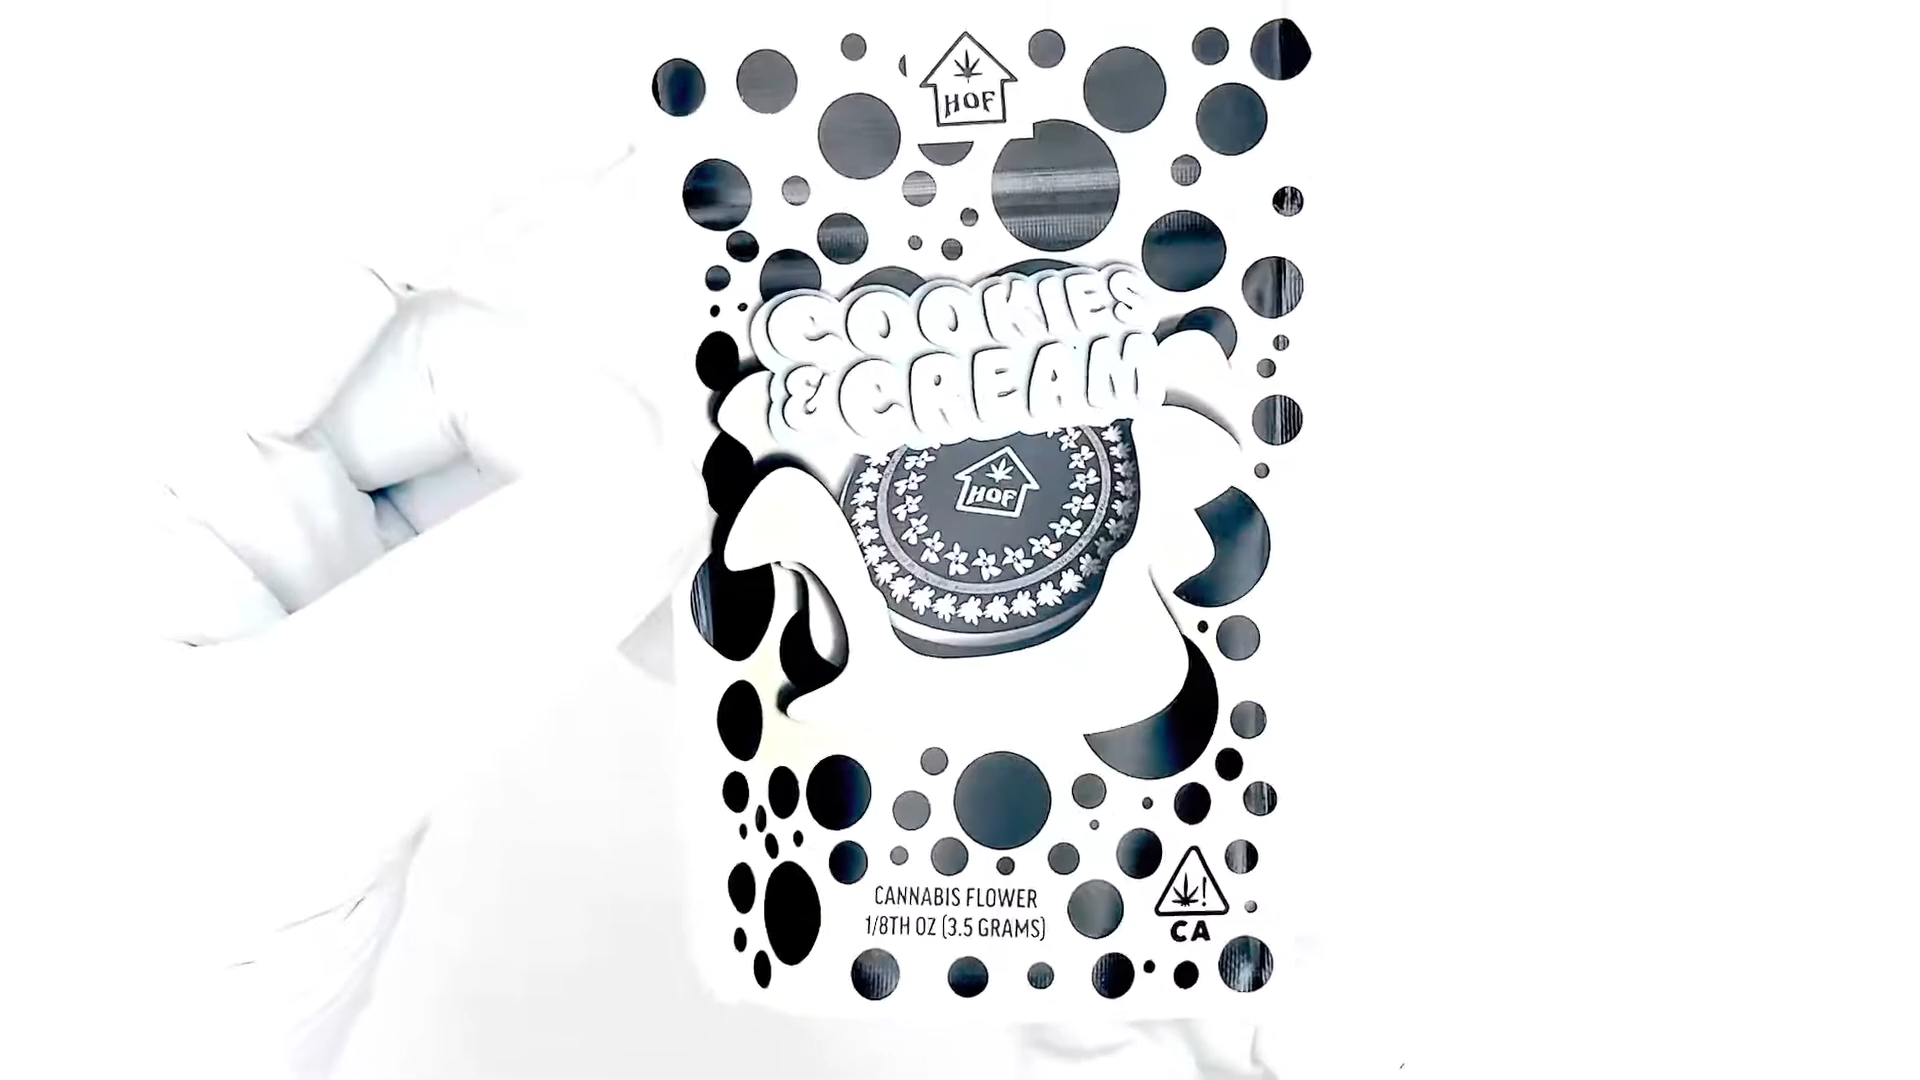 HOF
COOKIES
& CREAM
HOF
CANNABIS FLOWER
1/8TH OZ (3.5 GRAMS)
!
CA